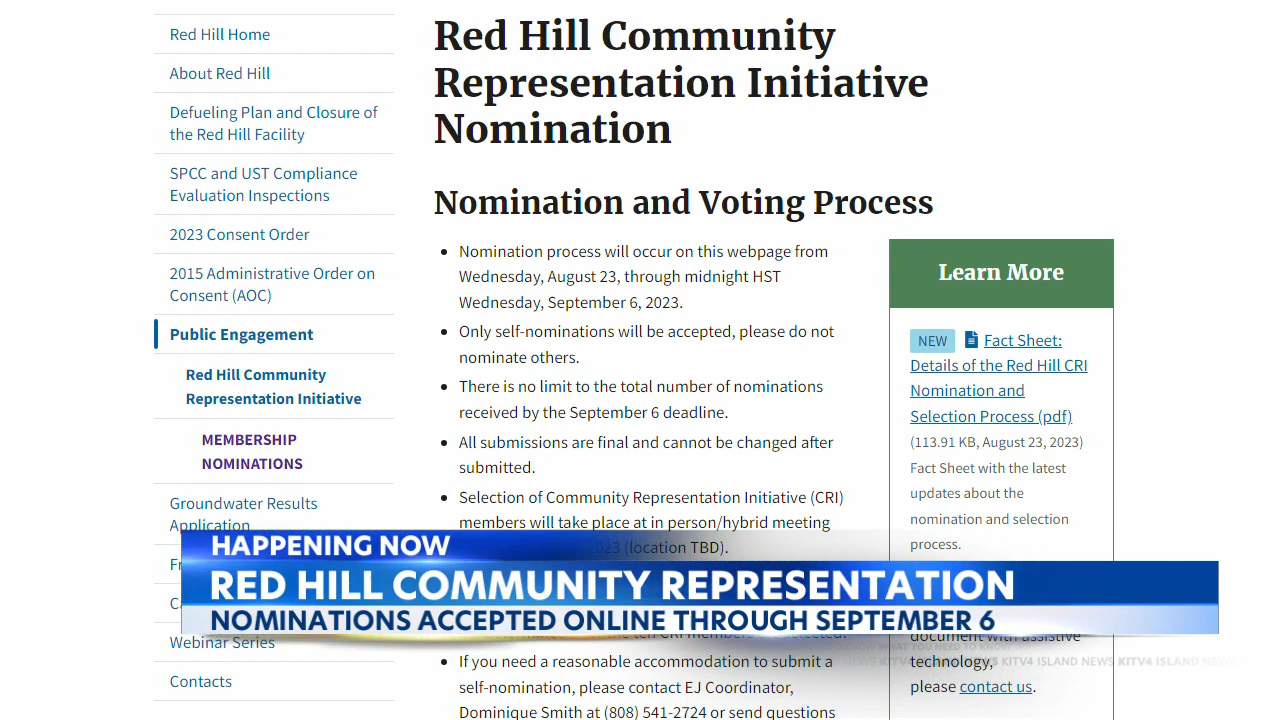 Red Hill Home
About Red Hill
Defueling Plan and Closure of
the Red Hill Facility
SPCC and UST Compliance
Evaluation Inspections
2023 Consent Order
2015 Administrative Order on
Consent (AOC)
Public Engagement
Red Hill Community
Representation Initiative
MEMBERSHIP
NOMINATIONS
Groundwater Results
Application
Webinar Series
Contacts
Red Hill Community
Representation Initiative
Nomination
Nomination and Voting Process
• Nomination process will occur on this webpage from
Wednesday, August 23, through midnight HST
Wednesday, September 6, 2023.
• Only self-nominations will be accepted, please do not
nominate others.
• There is no limit to the total number of nominations
received by the September 6 deadline.
• All submissions are final and cannot be changed after
submitted.
• Selection of Community Representation Initiative (CRI)
members will take place at in person/hybrid meeting
2023 (location TBD).
• If you need a reasonable accommodation to submit a
self-nomination, please contact EJ Coordinator,
Dominique Smith at (808) 541-2724 or send questions
Learn More
NEW Fact Sheet:
Details of the Red Hill CRI
Nomination and
Selection Process (pdf)
(113.91 KB, August 23, 2023)
Fact Sheet with the latest
updates about the
nomination and selection
process.
document with assistive
technology,
please contact us.
HAPPENING NOW
RED HILL COMMUNITY REPRESENTATION
NOMINATIONS ACCEPTED ONLINE THROUGH SEPTEMBER 6
KITV4 ISLAND NEWS KITV4 ISLAND NEWS